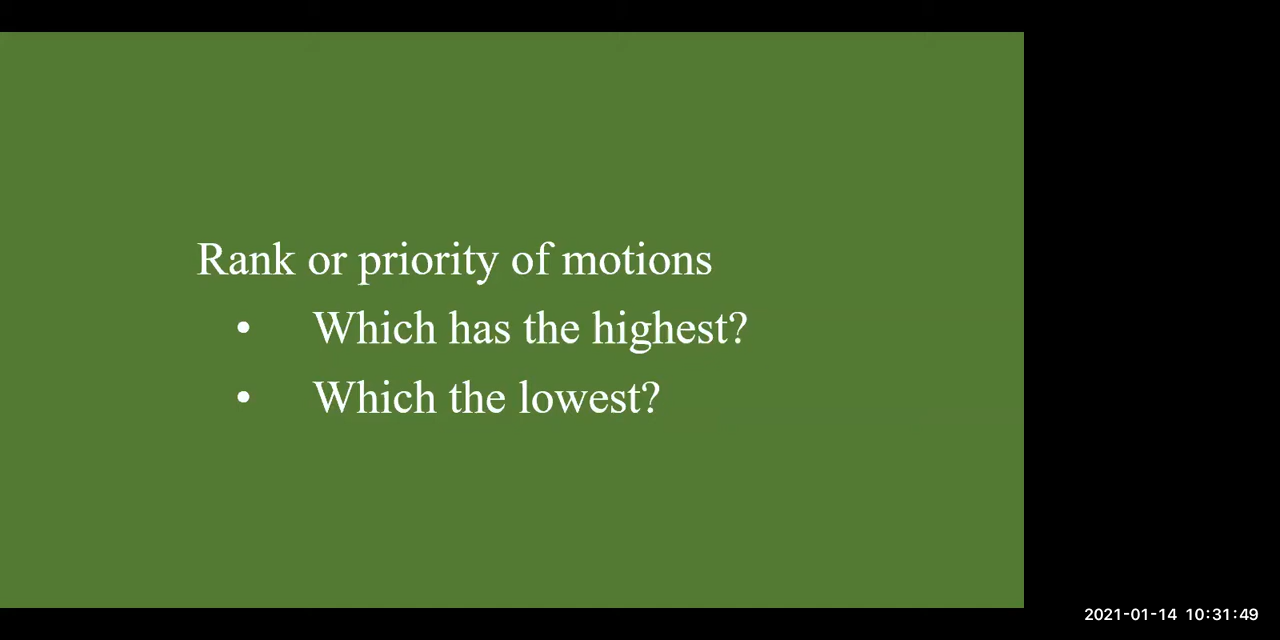 Rank or priority of motions
• Which has the highest?
• Which the lowest?
2021-01-14 10:31:49